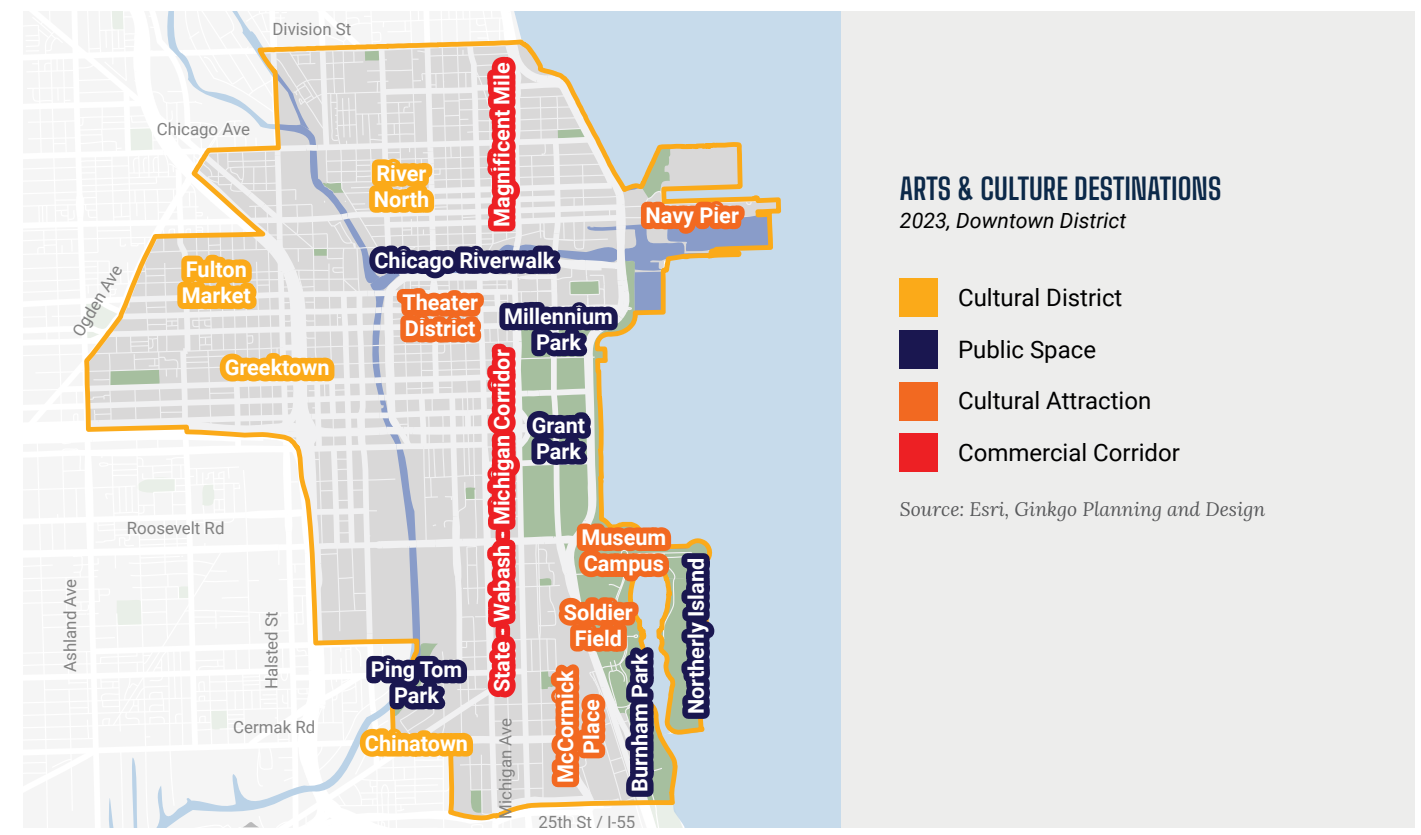 Division St
Chicago Ave
Magnificent Mile
River
North
Navy Pier
Chicago Riverwalk
Fulton
Market
Ogden Ave
Theater
District
Millennium
Park
Greektown
State - Wabash - Michigan Corridor
Grant
Park
Roosevelt Rd
Museum
Campus
Northerly Island
Soldier
Field
Ashland Ave
Halsted St
Ping Tom
Park
Burnham Park
McCormick
Place
Cermak Rd
Chinatown
Michigan Ave
25th St / I-55
ARTS & CULTURE DESTINATIONS
2023, Downtown District
Cultural District
Public Space
Cultural Attraction
Commercial Corridor
Source: Esri, Ginkgo Planning and Design